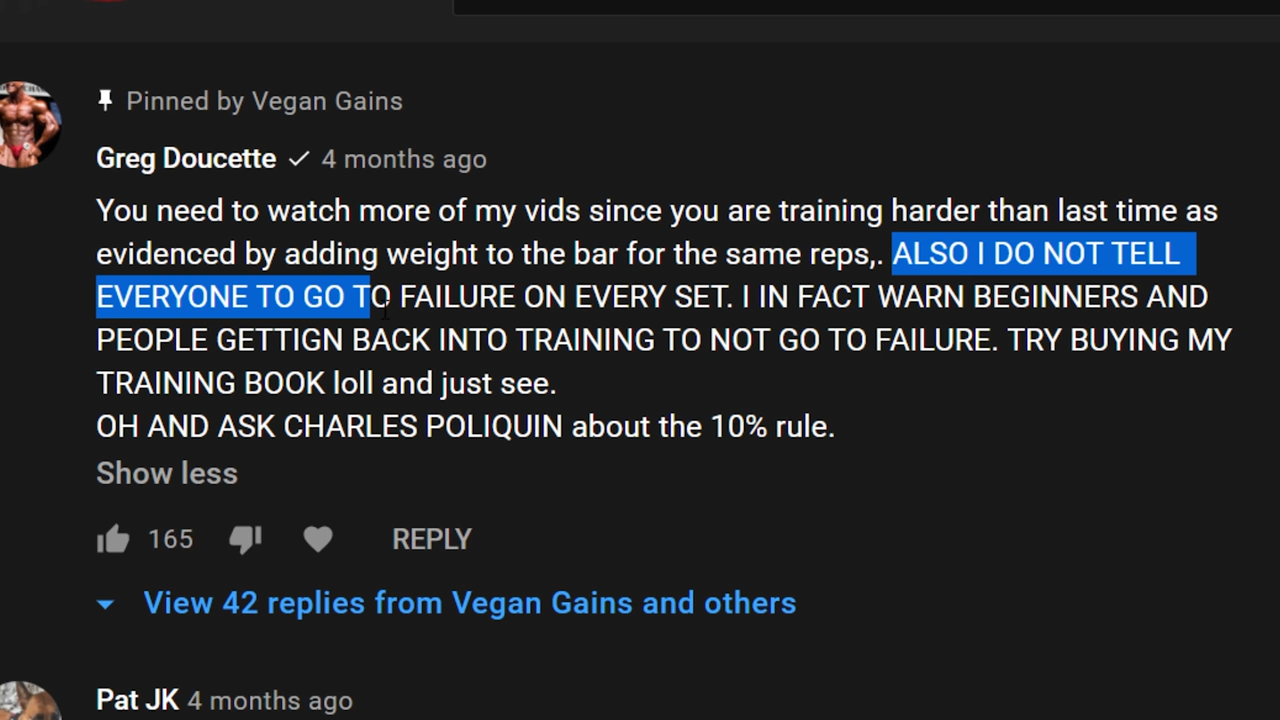 Pinned by Vegan Gains
Greg Doucette 4 months ago
You need to watch more of my vids since you are training harder than last time as
evidenced by adding weight to the bar for the same reps,. ALSO I DO NOT TELL
EVERYONE TO GO TO FAILURE ON EVERY SET. I IN FACT WARN BEGINNERS AND
PEOPLE GETTIGN BACK INTO TRAINING TO NOT GO TO FAILURE. TRY BUYING MY
TRAINING BOOK loll and just see.
OH AND ASK CHARLES POLIQUIN about the 10% rule.
Show less
165 REPLY
View 42 replies from Vegan Gains and others
Pat JK 4 months ago